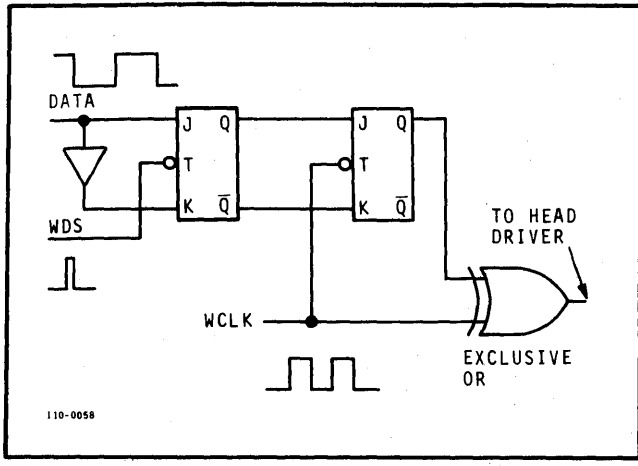 DATA
J Q
T
K Q̅
WDS
J Q
T
K Q̅
TO HEAD
DRIVER
WCLK
EXCLUSIVE
OR
110-0058